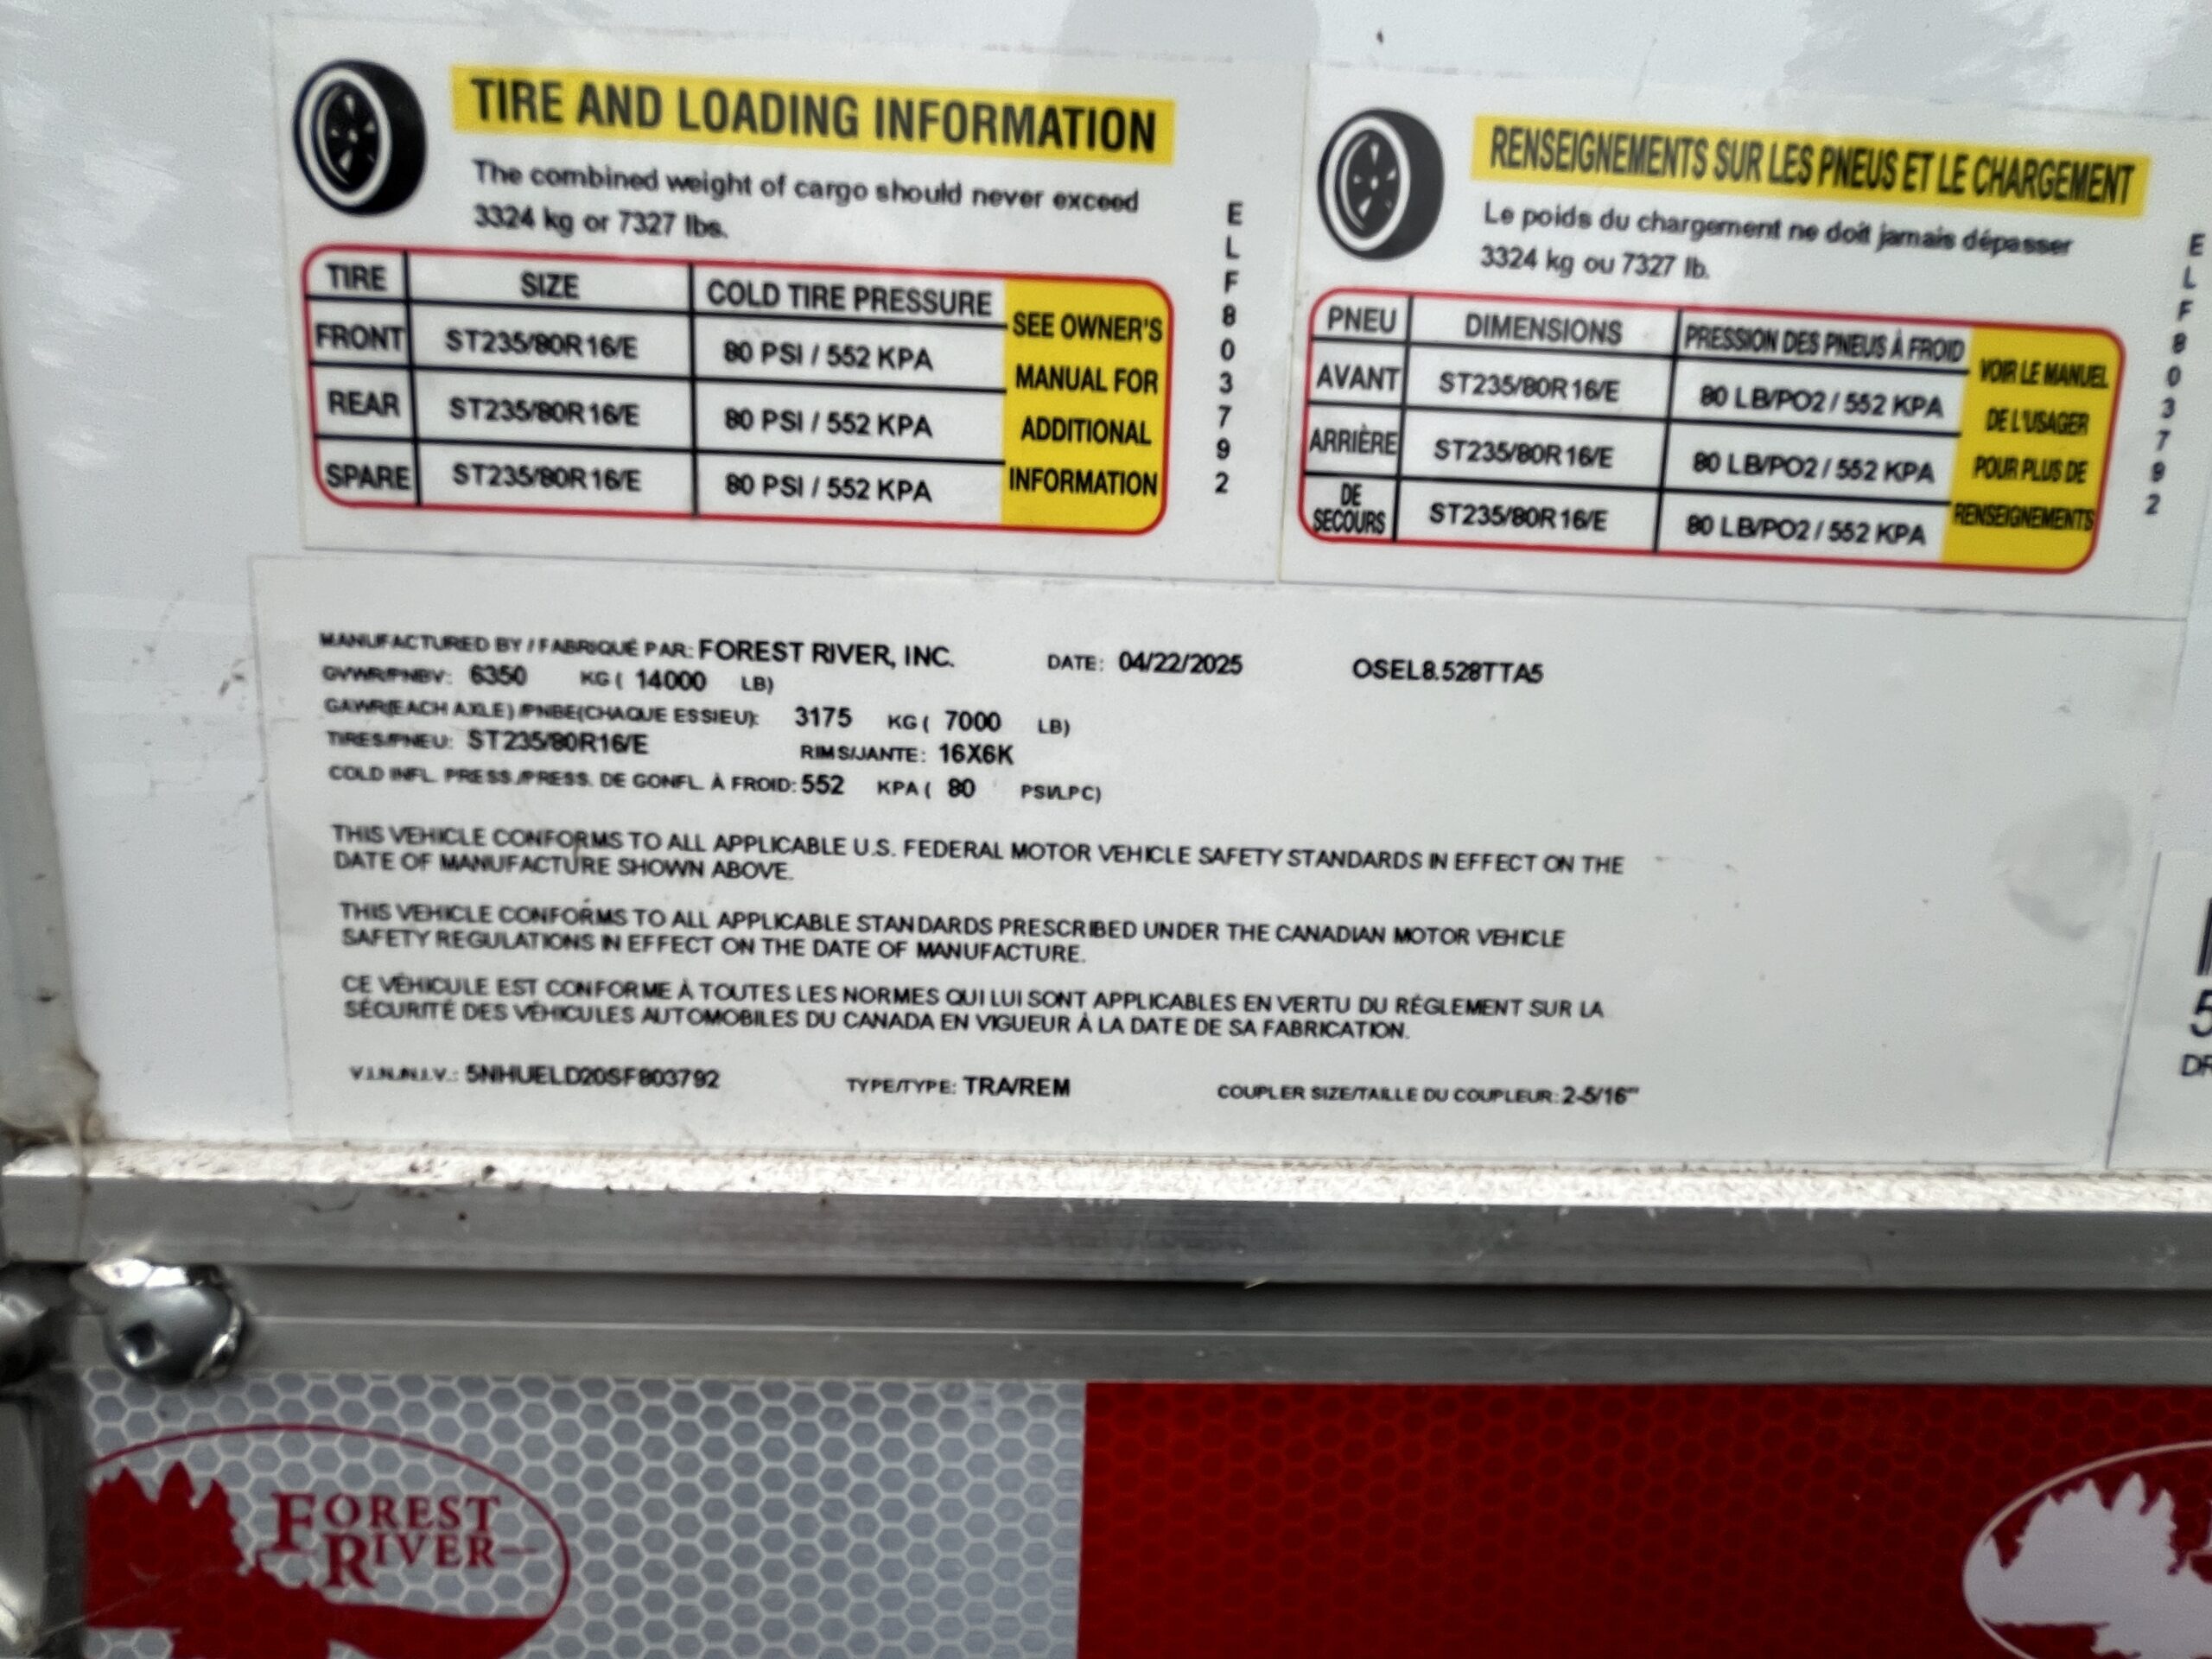 TIRE AND LOADING INFORMATION
The combined weight of cargo should never exceed
3324 kg or 7327 lbs.
TIRE SIZE COLD TIRE PRESSURE SEE OWNER'S MANUAL FOR ADDITIONAL INFORMATION
FRONT ST235/80R16/E 80 PSI / 552 KPA
REAR ST235/80R16/E 80 PSI / 552 KPA
SPARE ST235/80R16/E 80 PSI / 552 KPA
ELF803792
RENSEIGNEMENTS SUR LES PNEUS ET LE CHARGEMENT
Le poids du chargement ne doit jamais dépasser
3324 kg ou 7327 lb.
PNEU DIMENSIONS PRESSION DES PNEUS À FROID VOIR LE MANUEL DE L'USAGER POUR PLUS DE RENSEIGNEMENTS
AVANT ST235/80R16/E 80 LB/PO2 / 552 KPA
ARRIÈRE ST235/80R16/E 80 LB/PO2 / 552 KPA
DE SECOURS ST235/80R16/E 80 LB/PO2 / 552 KPA
ELF803792
MANUFACTURED BY / FABRIQUÉ PAR: FOREST RIVER, INC. DATE: 04/22/2025 OSEL8.528TTA5
GVWR/PNBV: 6350 KG ( 14000 LB)
GAWR(EACH AXLE) /PNBE(CHAQUE ESSIEU): 3175 KG ( 7000 LB)
TIRES/PNEU: ST235/80R16/E RIMS/JANTE: 16X6K
COLD INFL. PRESS./PRESS. DE GONFL. À FROID: 552 KPA ( 80 PSI/LPC)
THIS VEHICLE CONFORMS TO ALL APPLICABLE U.S. FEDERAL MOTOR VEHICLE SAFETY STANDARDS IN EFFECT ON THE
DATE OF MANUFACTURE SHOWN ABOVE.
THIS VEHICLE CONFORMS TO ALL APPLICABLE STANDARDS PRESCRIBED UNDER THE CANADIAN MOTOR VEHICLE
SAFETY REGULATIONS IN EFFECT ON THE DATE OF MANUFACTURE.
CE VÉHICULE EST CONFORME À TOUTES LES NORMES QUI LUI SONT APPLICABLES EN VERTU DU RÈGLEMENT SUR LA
SÉCURITÉ DES VÉHICULES AUTOMOBILES DU CANADA EN VIGUEUR À LA DATE DE SA FABRICATION.
V.I.N./N.I.V.: 5NHUELD20SF803792 TYPE/TYPE: TRA/REM COUPLER SIZE/TAILLE DU COUPLEUR: 2-5/16"
5
DR
FOREST
RIVER